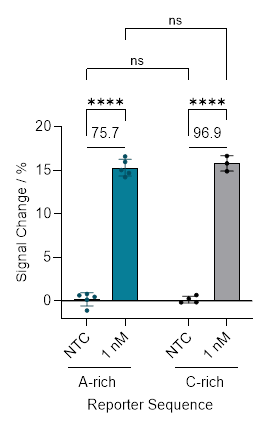 ns
ns
**** ****
75.7 96.9
20
15
10
5
0
Signal Change / %
NTC 1 nM NTC 1 nM
A-rich C-rich
Reporter Sequence